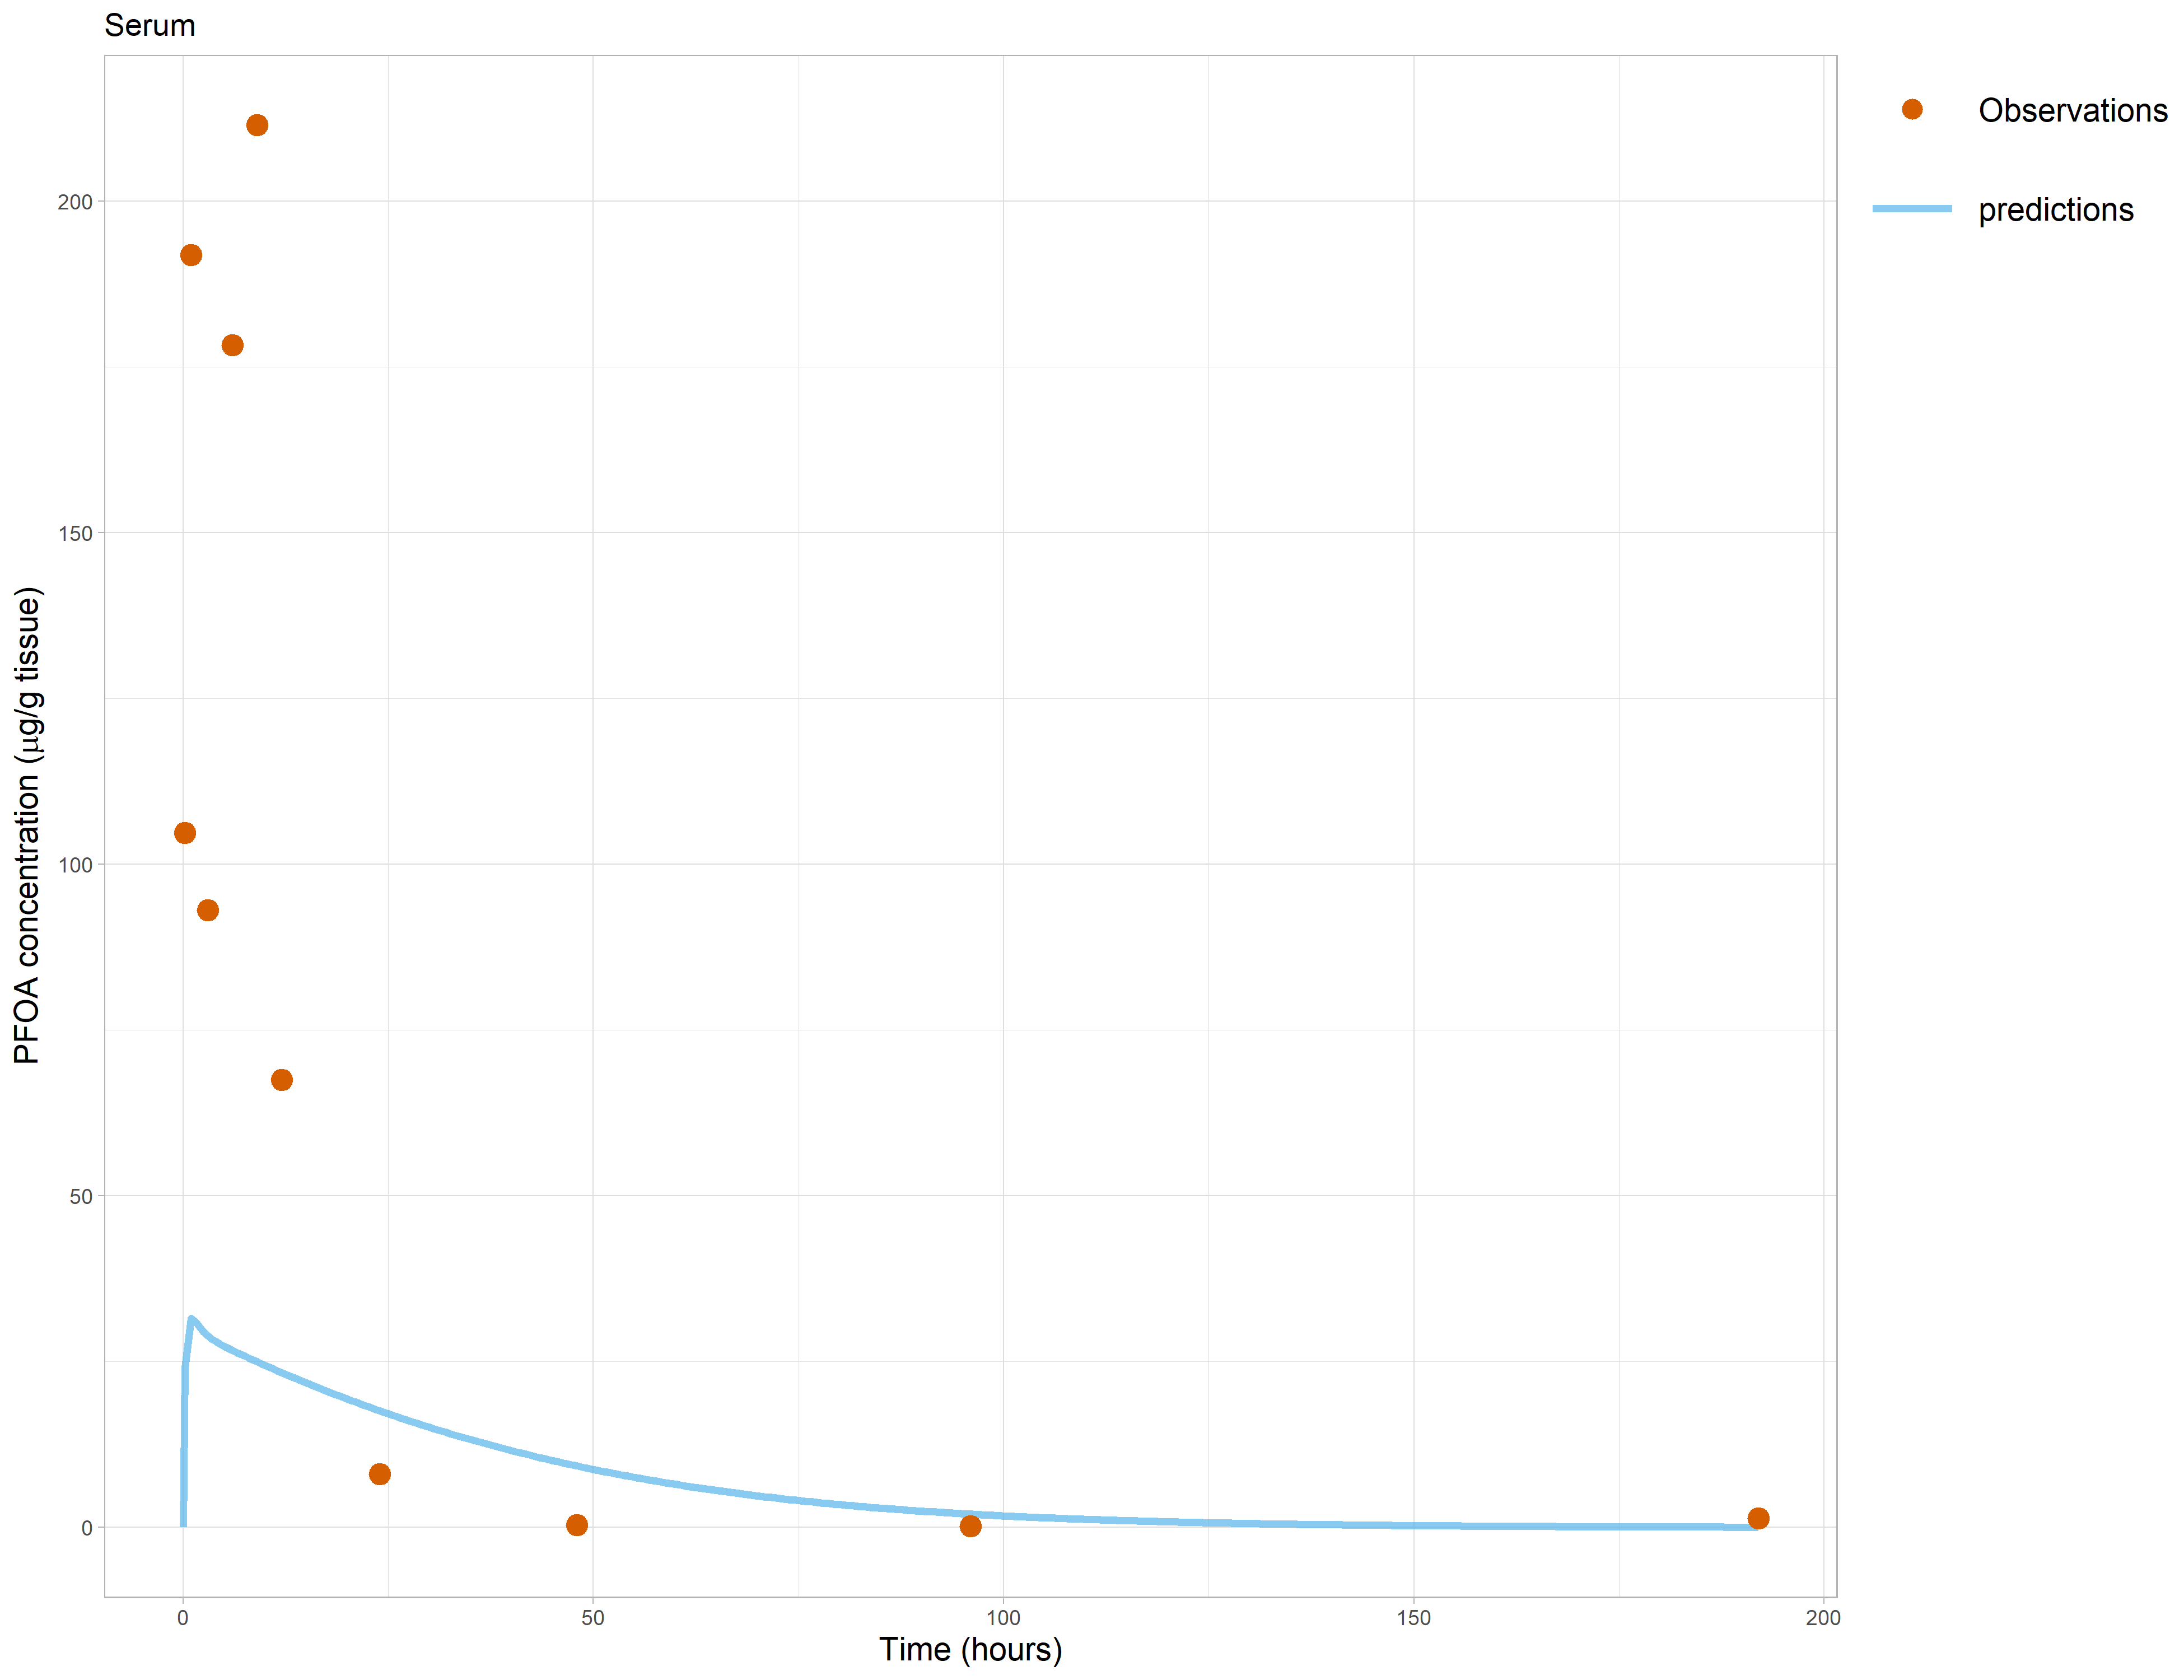 Serum
Observations
predictions
PFOA concentration (μg/g tissue)
200
150
100
50
0
0 50 100 150 200
Time (hours)